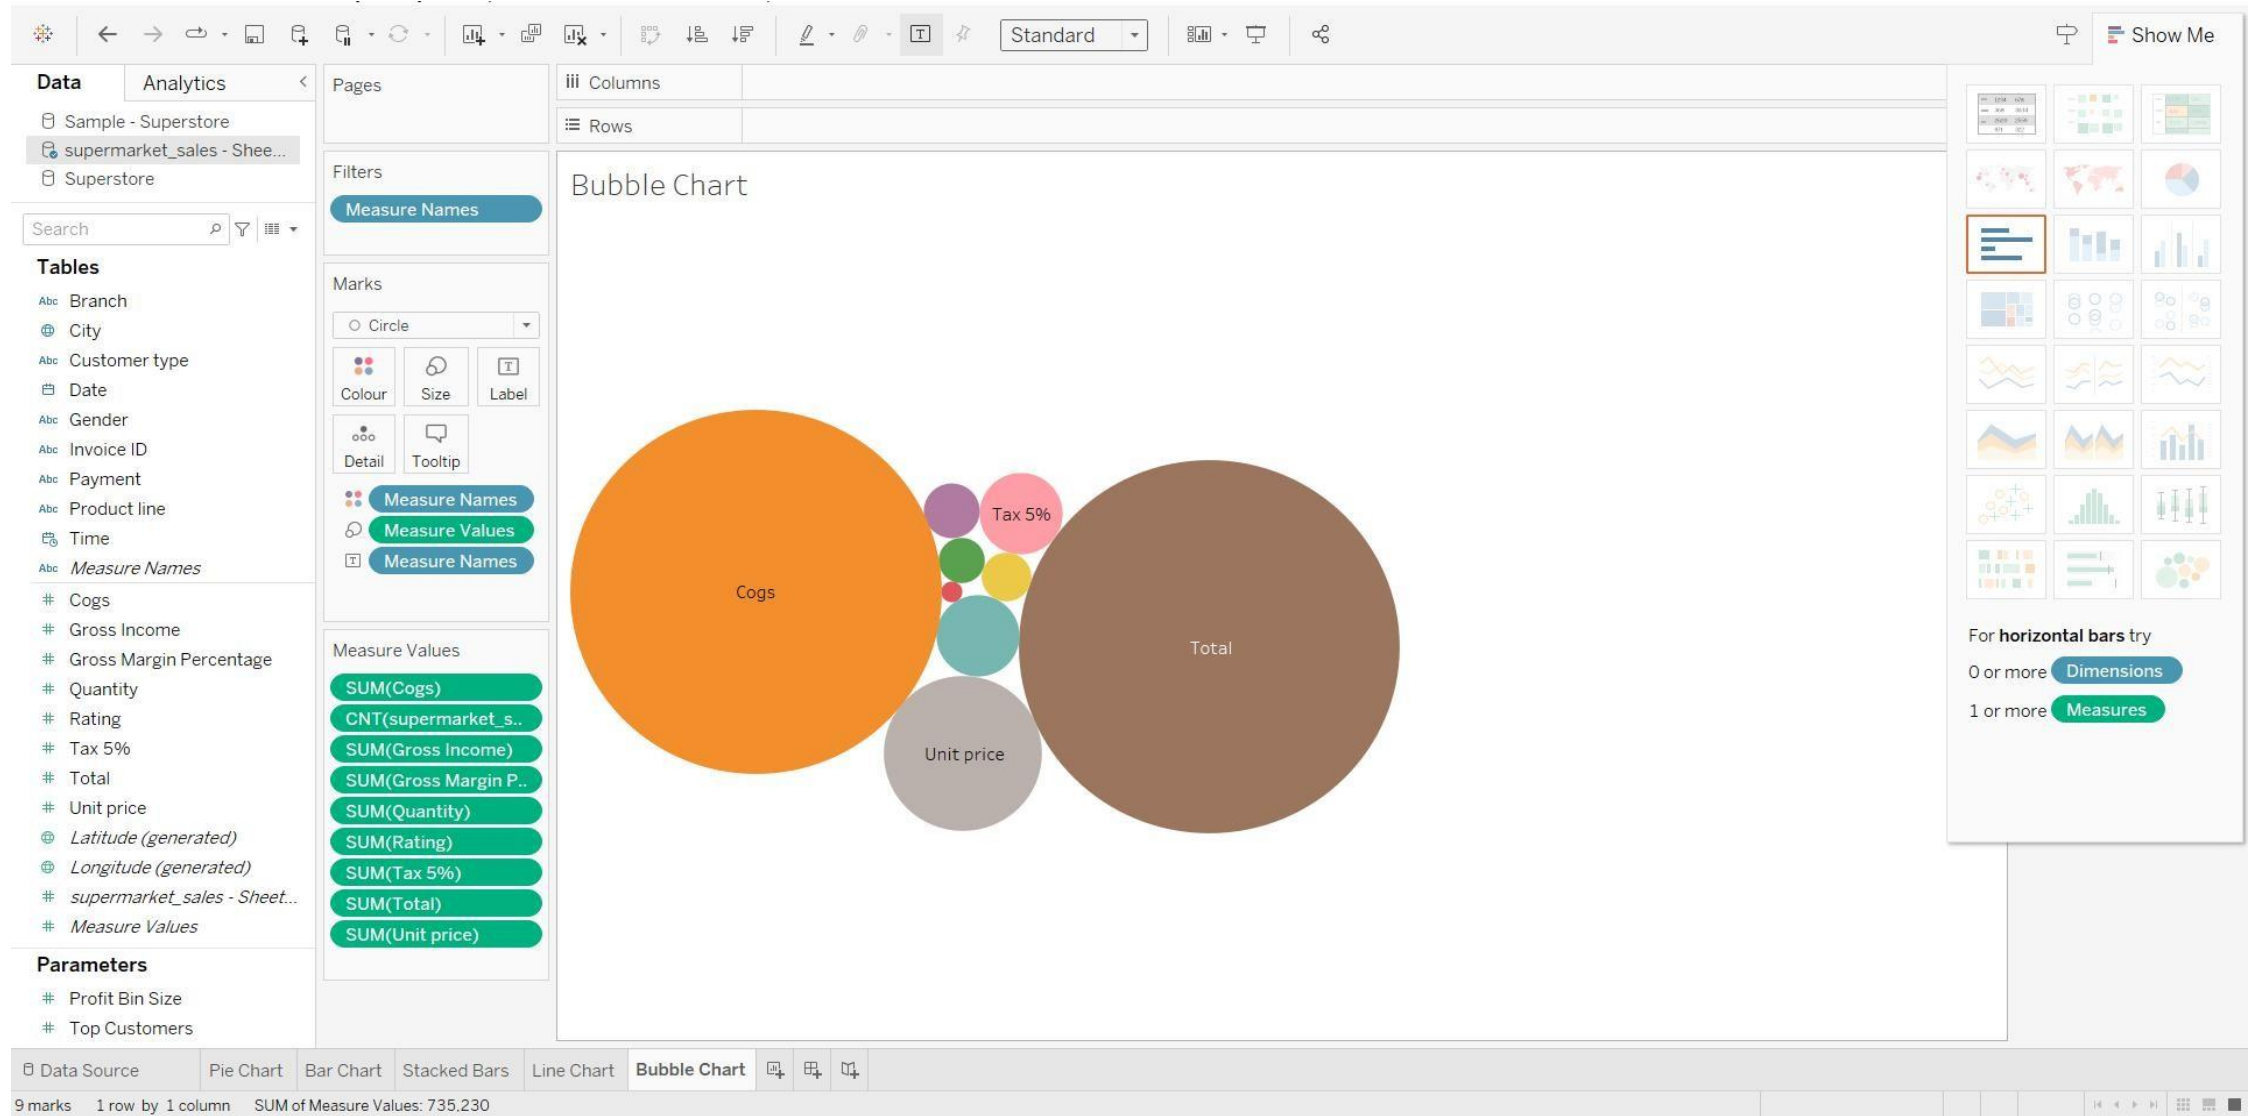 Standard
Show Me
Data
Analytics
Sample - Superstore
supermarket_sales - Shee...
Superstore
Search
Tables
Abc Branch
City
Abc Customer type
Date
Abc Gender
Abc Invoice ID
Abc Payment
Abc Product line
Time
Abc Measure Names
# Cogs
# Gross Income
# Gross Margin Percentage
# Quantity
# Rating
# Tax 5%
# Total
# Unit price
Latitude (generated)
Longitude (generated)
# supermarket_sales - Sheet...
# Measure Values
Parameters
# Profit Bin Size
# Top Customers
Pages
Filters
Measure Names
Marks
Circle
Colour
Size
Label
Detail
Tooltip
Measure Names
Measure Values
Measure Names
Measure Values
SUM(Cogs)
CNT(supermarket_s..
SUM(Gross Income)
SUM(Gross Margin P..
SUM(Quantity)
SUM(Rating)
SUM(Tax 5%)
SUM(Total)
SUM(Unit price)
Columns
Rows
Bubble Chart
Cogs
Tax 5%
Unit price
Total
For horizontal bars try
0 or more Dimensions
1 or more Measures
Data Source
Pie Chart
Bar Chart
Stacked Bars
Line Chart
Bubble Chart
9 marks
1 row by 1 column
SUM of Measure Values: 735,230